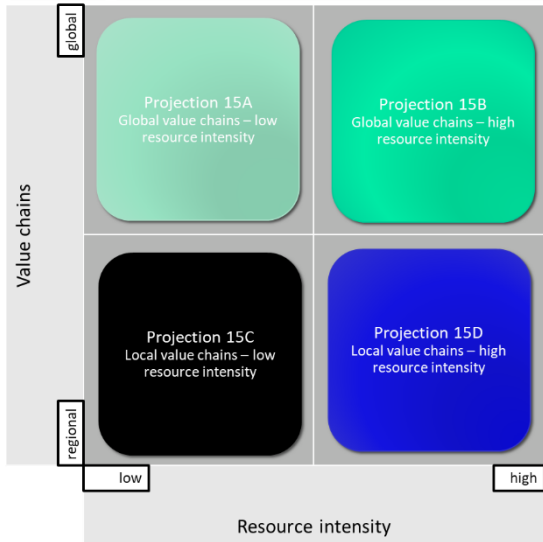 global
Projection 15A
Global value chains – low
resource intensity
Projection 15B
Global value chains – high
resource intensity
Value chains
Projection 15C
Local value chains – low
resource intensity
Projection 15D
Local value chains – high
resource intensity
regional
low
high
Resource intensity